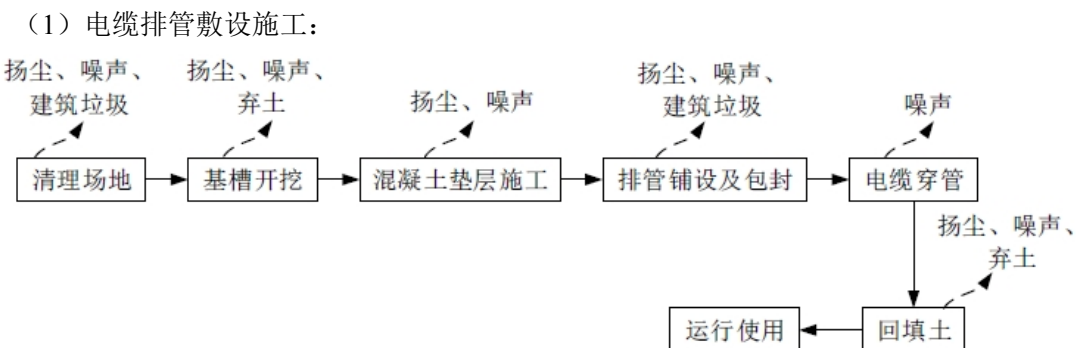 （1）电缆排管敷设施工：
扬尘、噪声、
建筑垃圾
扬尘、噪声、
弃土
扬尘、噪声
扬尘、噪声、
建筑垃圾
噪声
清理场地
基槽开挖
混凝土垫层施工
排管铺设及包封
电缆穿管
扬尘、噪声、
弃土
运行使用
回填土